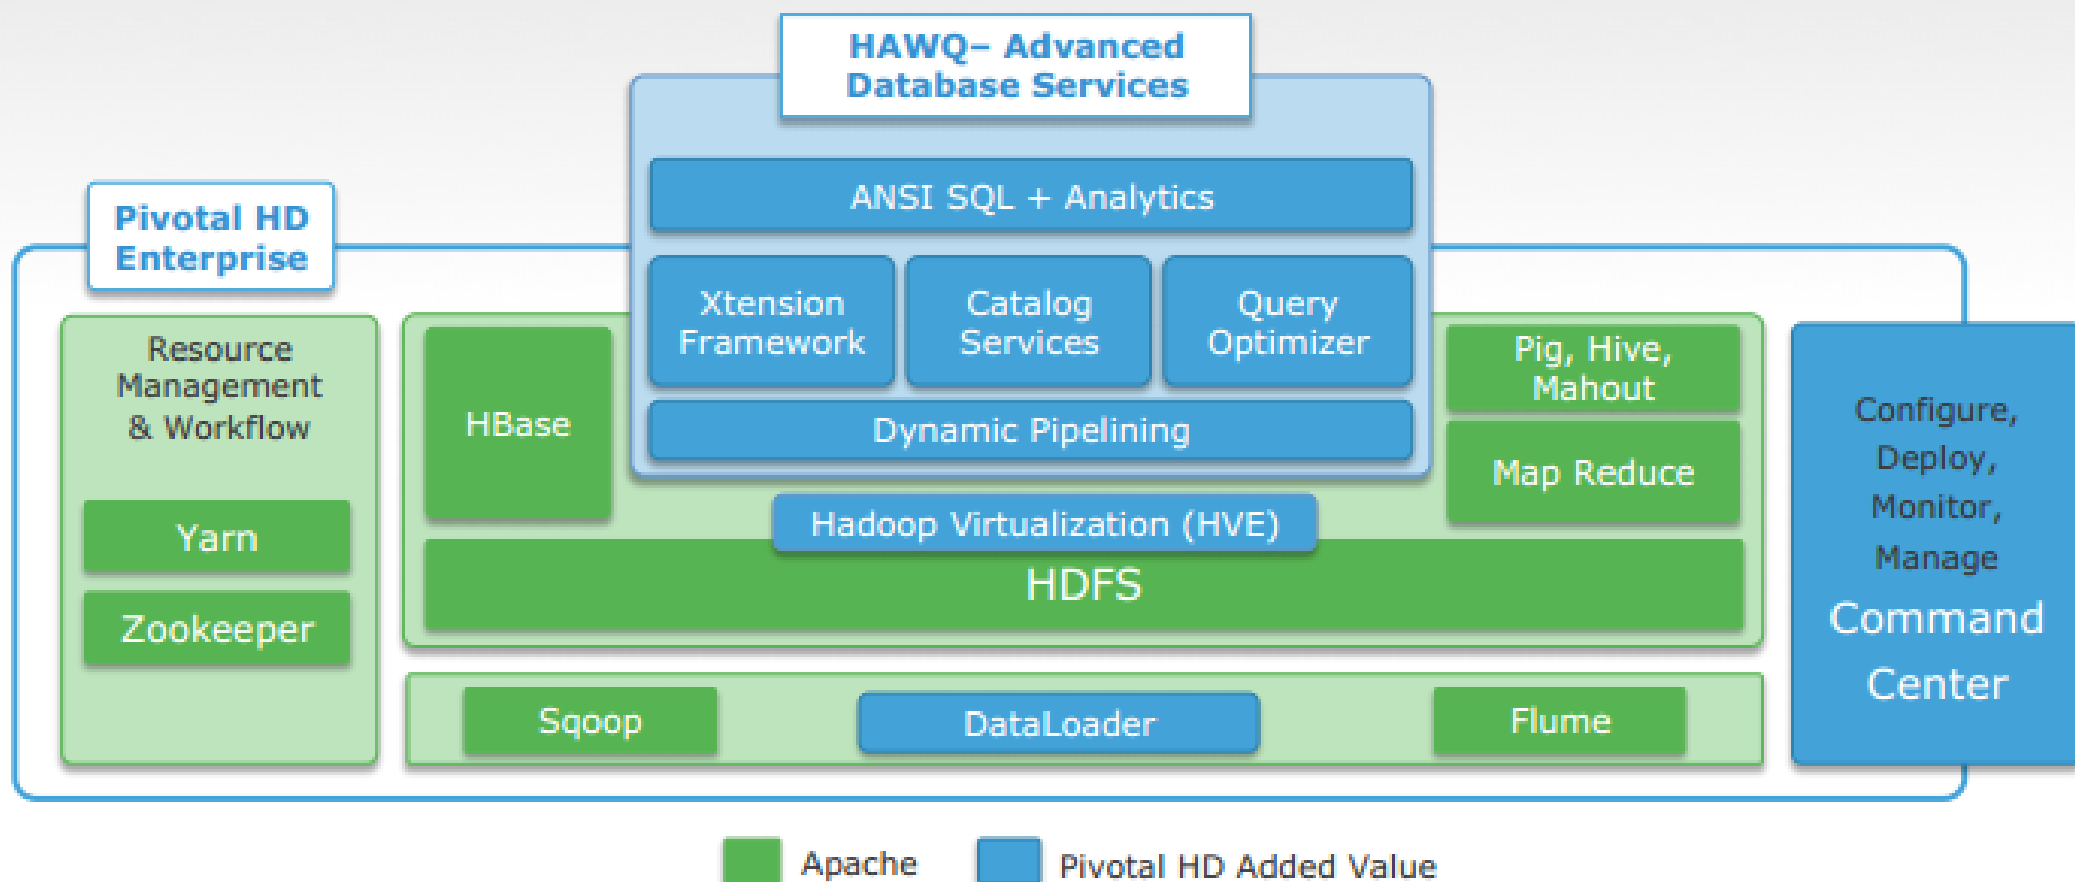 HAWQ– Advanced
Database Services
ANSI SQL + Analytics
Pivotal HD
Enterprise
Xtension
Framework
Catalog
Services
Query
Optimizer
Resource
Management
& Workflow
HBase
Pig, Hive,
Mahout
Dynamic Pipelining
Map Reduce
Configure,
Deploy,
Monitor,
Manage
Command
Center
Yarn
Hadoop Virtualization (HVE)
HDFS
Zookeeper
Sqoop
DataLoader
Flume
Apache
Pivotal HD Added Value